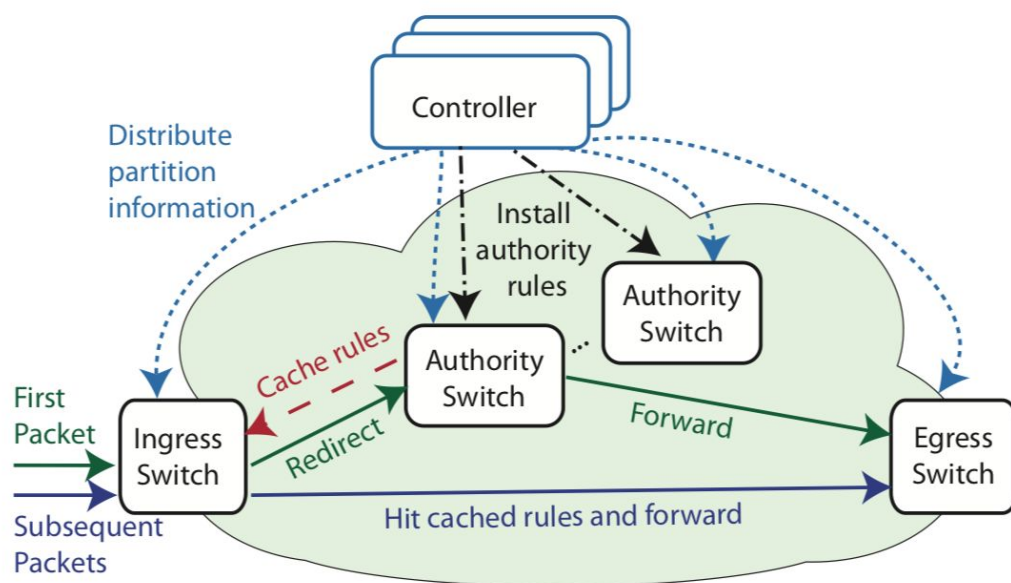 Controller
Distribute
partition
information
Install
authority
rules
Authority
Switch
Cache rules
Authority
Switch
First
Packet
Ingress
Switch
Redirect
Forward
Egress
Switch
Subsequent
Packets
Hit cached rules and forward